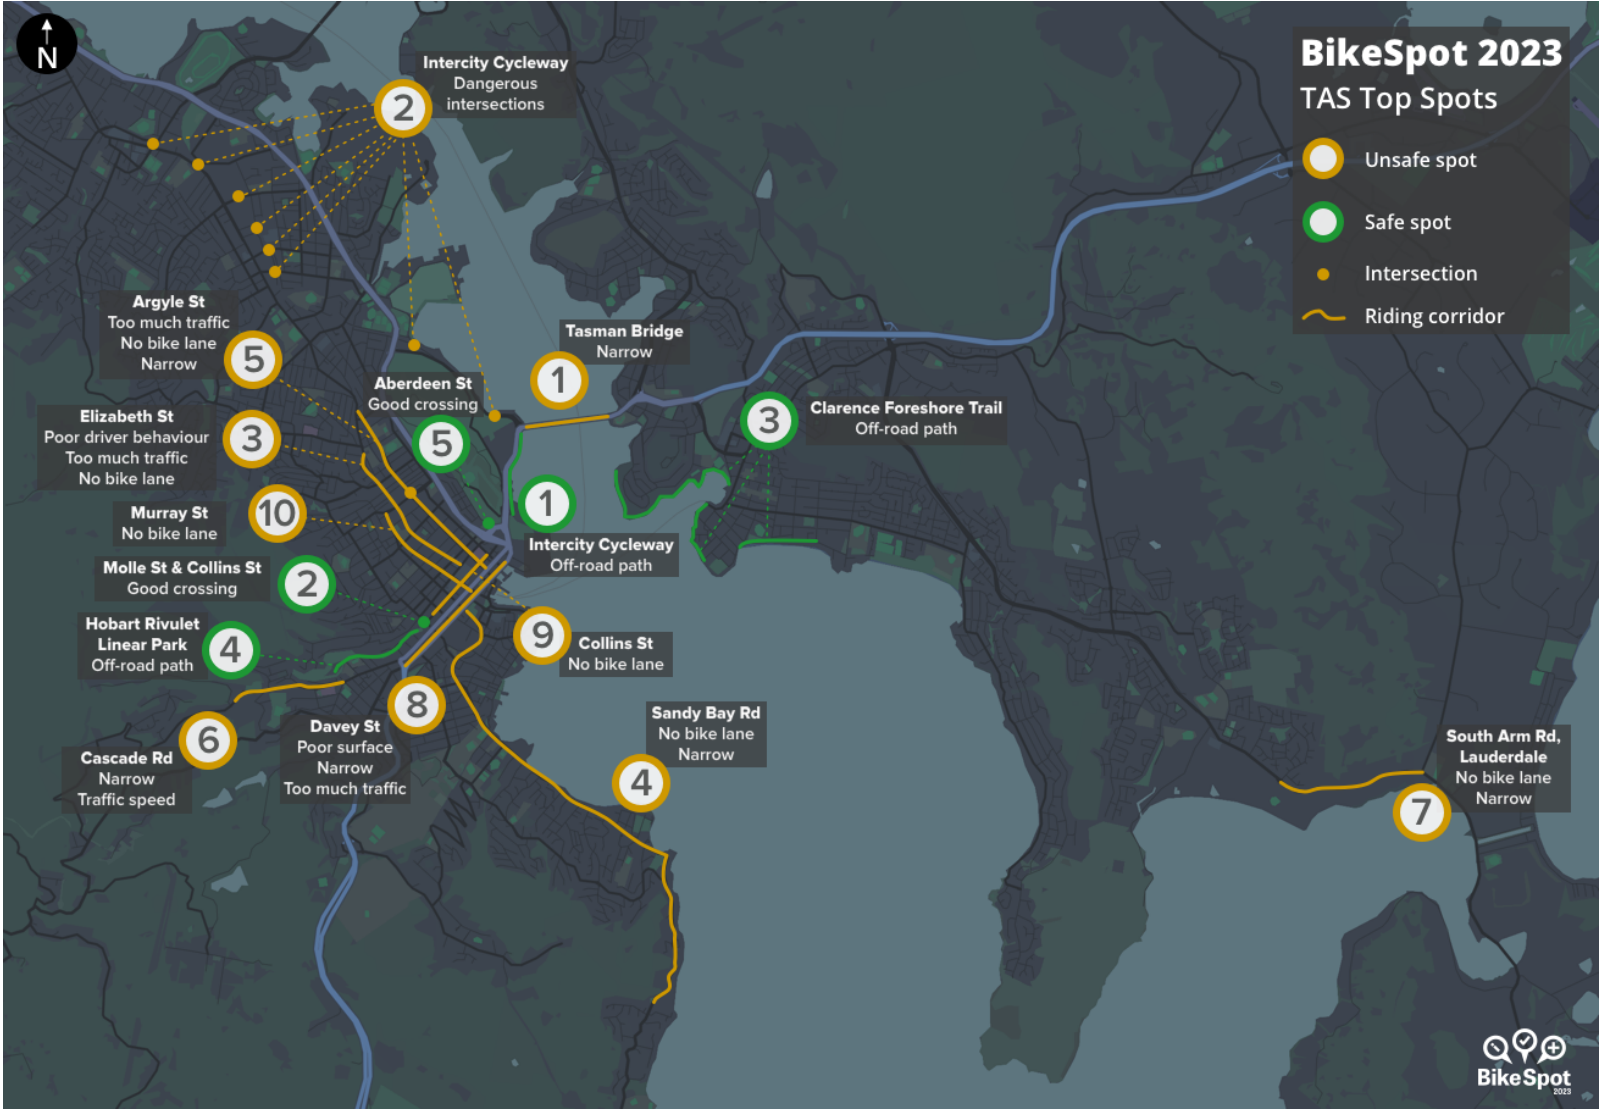 N
BikeSpot 2023
TAS Top Spots
Unsafe spot
Safe spot
Intersection
Riding corridor
Intercity Cycleway
Dangerous
intersections
2
Argyle St
Too much traffic
No bike lane
Narrow
5
Tasman Bridge
Narrow
1
Aberdeen St
Good crossing
5
Elizabeth St
Poor driver behaviour
Too much traffic
No bike lane
3
3
Clarence Foreshore Trail
Off-road path
Murray St
No bike lane
10
1
Intercity Cycleway
Off-road path
Molle St & Collins St
Good crossing
2
Hobart Rivulet
Linear Park
Off-road path
4
9
Collins St
No bike lane
Cascade Rd
Narrow
Traffic speed
6
Davey St
Poor surface
Narrow
Too much traffic
8
Sandy Bay Rd
No bike lane
Narrow
4
South Arm Rd,
Lauderdale
No bike lane
Narrow
7
BikeSpot
2023